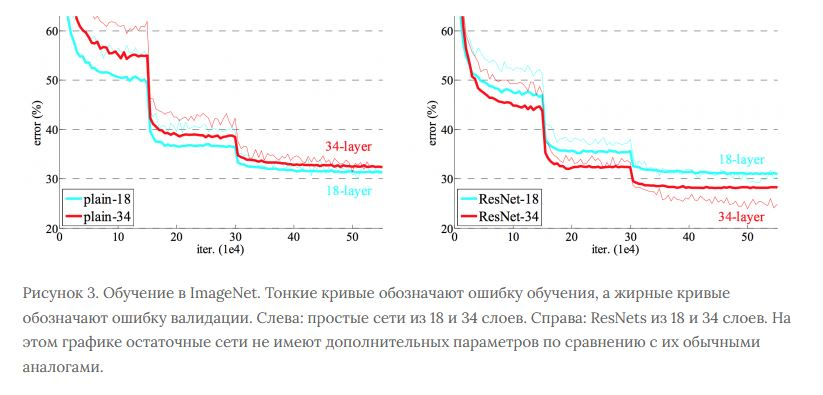 60
50
40
30
20
error (%)
34-layer
18-layer
plain-18
plain-34
0 10 20 30 40 50
iter. (1e4)
60
50
40
30
20
error (%)
18-layer
34-layer
ResNet-18
ResNet-34
0 10 20 30 40 50
iter. (1e4)
Рисунок 3. Обучение в ImageNet. Тонкие кривые обозначают ошибку обучения, а жирные кривые
обозначают ошибку валидации. Слева: простые сети из 18 и 34 слоев. Справа: ResNets из 18 и 34 слоев. На
этом графике остаточные сети не имеют дополнительных параметров по сравнению с их обычными
аналогами.